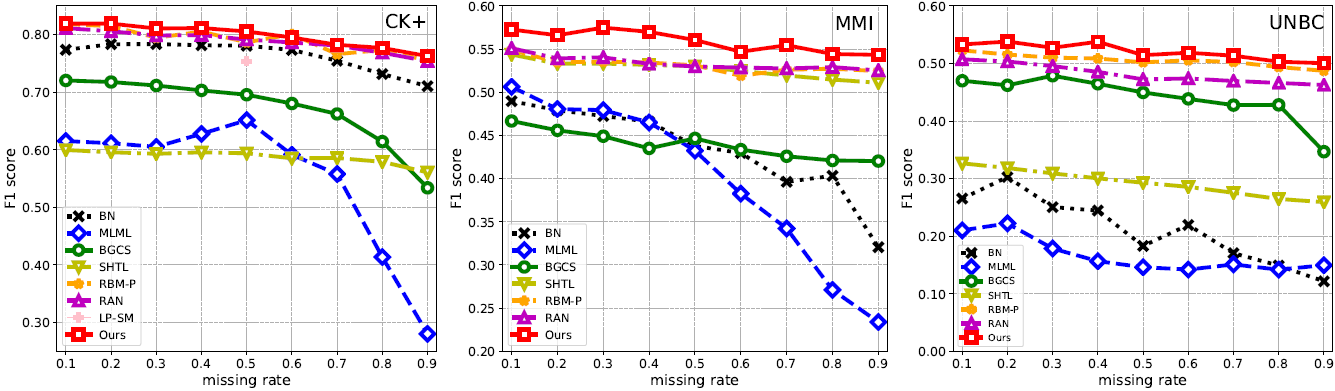 CK+
F1 score
0.80
0.70
0.60
0.50
0.40
0.30
BN
MLML
BGCS
SHTL
RBM-P
RAN
LP-SM
Ours
0.1 0.2 0.3 0.4 0.5 0.6 0.7 0.8 0.9
missing rate
MMI
F1 score
0.60
0.55
0.50
0.45
0.40
0.35
0.30
0.25
0.20
BN
MLML
BGCS
SHTL
RBM-P
RAN
Ours
0.1 0.2 0.3 0.4 0.5 0.6 0.7 0.8 0.9
missing rate
UNBC
F1 score
0.60
0.50
0.40
0.30
0.20
0.10
0.00
BN
MLML
BGCS
SHTL
RBM-P
RAN
Ours
0.1 0.2 0.3 0.4 0.5 0.6 0.7 0.8 0.9
missing rate